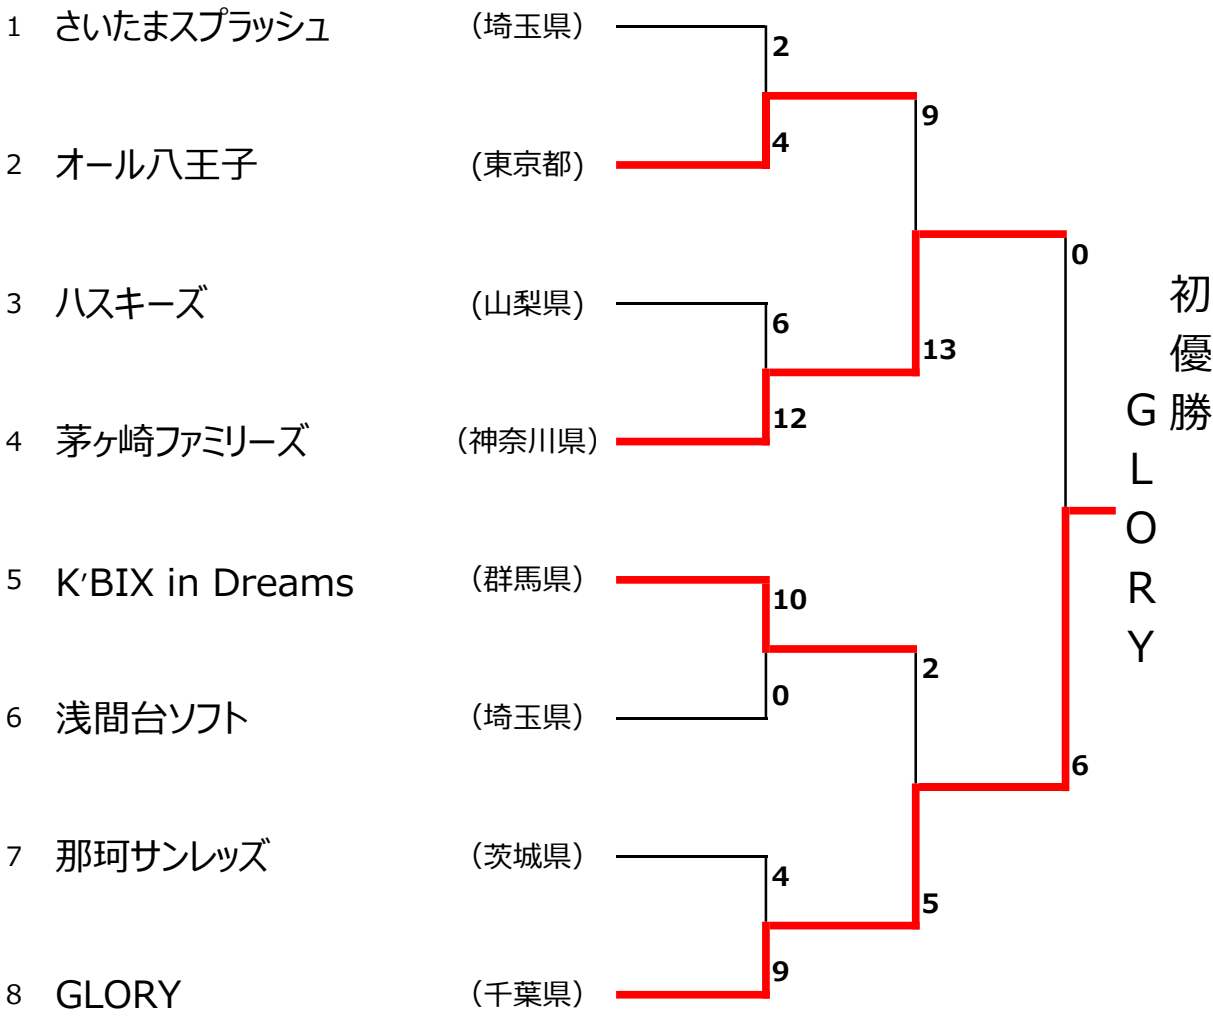 1 さいたまスプラッシュ (埼玉県)
2
9
4
2 オール八王子 (東京都)
0
3 ハスキーズ (山梨県)
6
13
12
4 茅ヶ崎ファミリーズ (神奈川県)
初優勝
GLORY
5 K'BIX in Dreams (群馬県)
10
2
0
6 浅間台ソフト (埼玉県)
6
7 那珂サンレッズ (茨城県)
4
5
9
8 GLORY (千葉県)